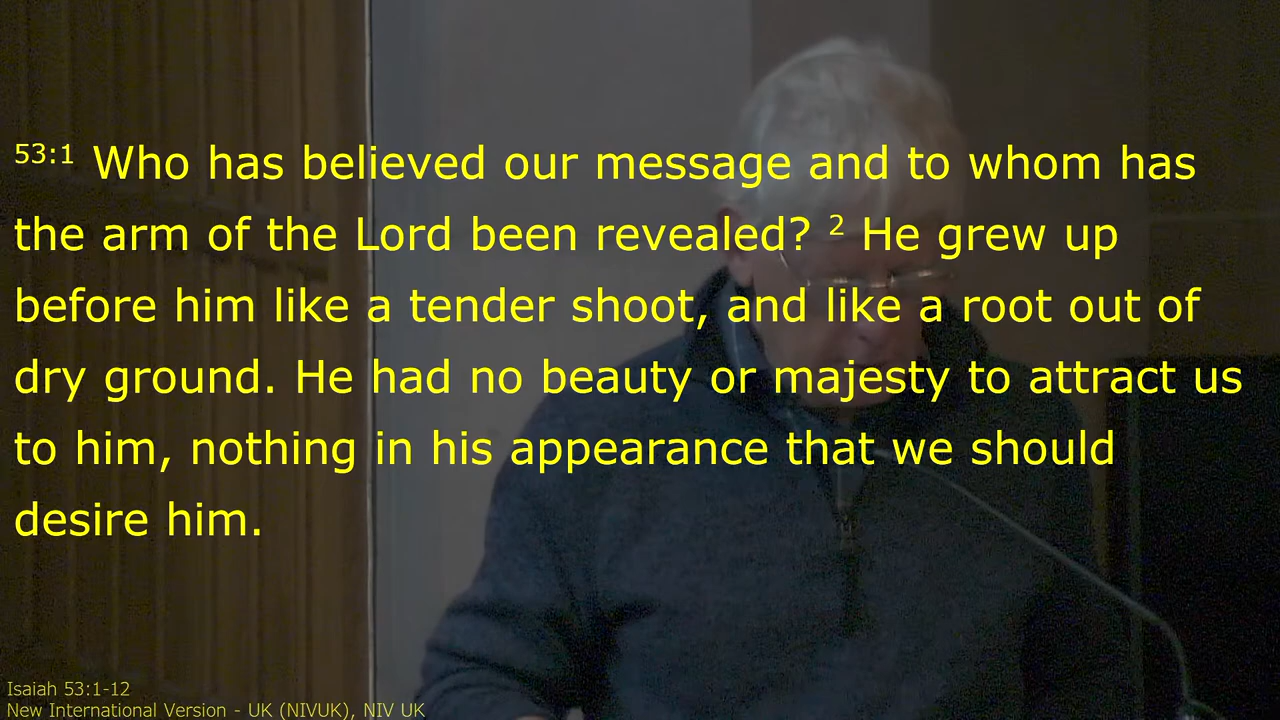 53:1 Who has believed our message and to whom has
the arm of the Lord been revealed? 2 He grew up
before him like a tender shoot, and like a root out of
dry ground. He had no beauty or majesty to attract us
to him, nothing in his appearance that we should
desire him.
Isaiah 53:1-12
New International Version - UK (NIVUK), NIV UK